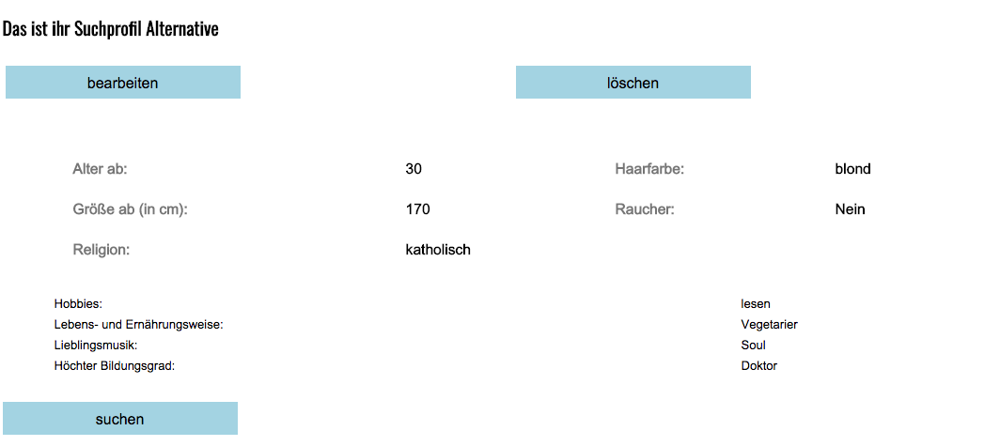 Das ist ihr Suchprofil Alternative
bearbeiten löschen
Alter ab: 30 Haarfarbe: blond
Größe ab (in cm): 170 Raucher: Nein
Religion: katholisch
Hobbies: lesen
Lebens- und Ernährungsweise: Vegetarier
Lieblingsmusik: Soul
Höchter Bildungsgrad: Doktor
suchen